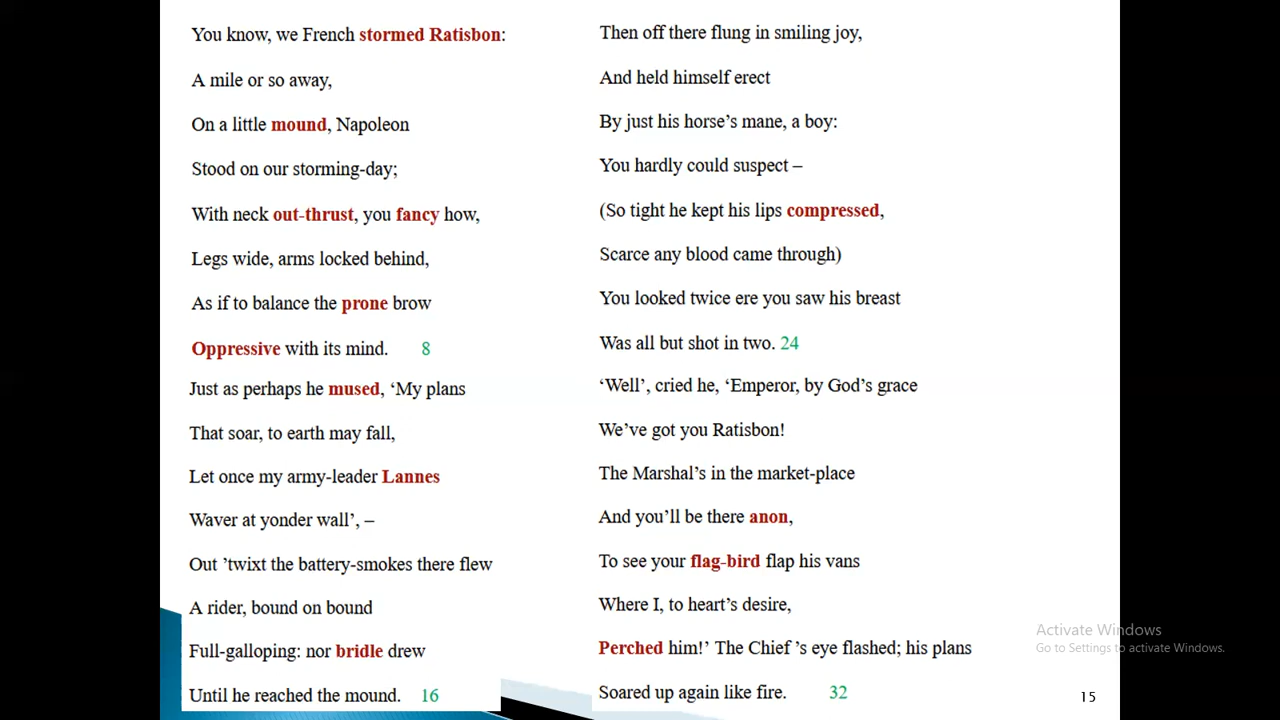 You know, we French stormed Ratisbon:
A mile or so away,
On a little mound, Napoleon
Stood on our storming-day;
With neck out-thrust, you fancy how,
Legs wide, arms locked behind,
As if to balance the prone brow
Oppressive with its mind. 8
Just as perhaps he mused, ‘My plans
That soar, to earth may fall,
Let once my army-leader Lannes
Waver at yonder wall’, –
Out ’twixt the battery-smokes there flew
A rider, bound on bound
Full-galloping: nor bridle drew
Until he reached the mound. 16
Then off there flung in smiling joy,
And held himself erect
By just his horse’s mane, a boy:
You hardly could suspect –
(So tight he kept his lips compressed,
Scarce any blood came through)
You looked twice ere you saw his breast
Was all but shot in two. 24
‘Well’, cried he, ‘Emperor, by God’s grace
We’ve got you Ratisbon!
The Marshal’s in the market-place
And you’ll be there anon,
To see your flag-bird flap his vans
Where I, to heart’s desire,
Perched him!’ The Chief ’s eye flashed; his plans
Soared up again like fire. 32
Activate Windows
Go to Settings to activate Windows.
15